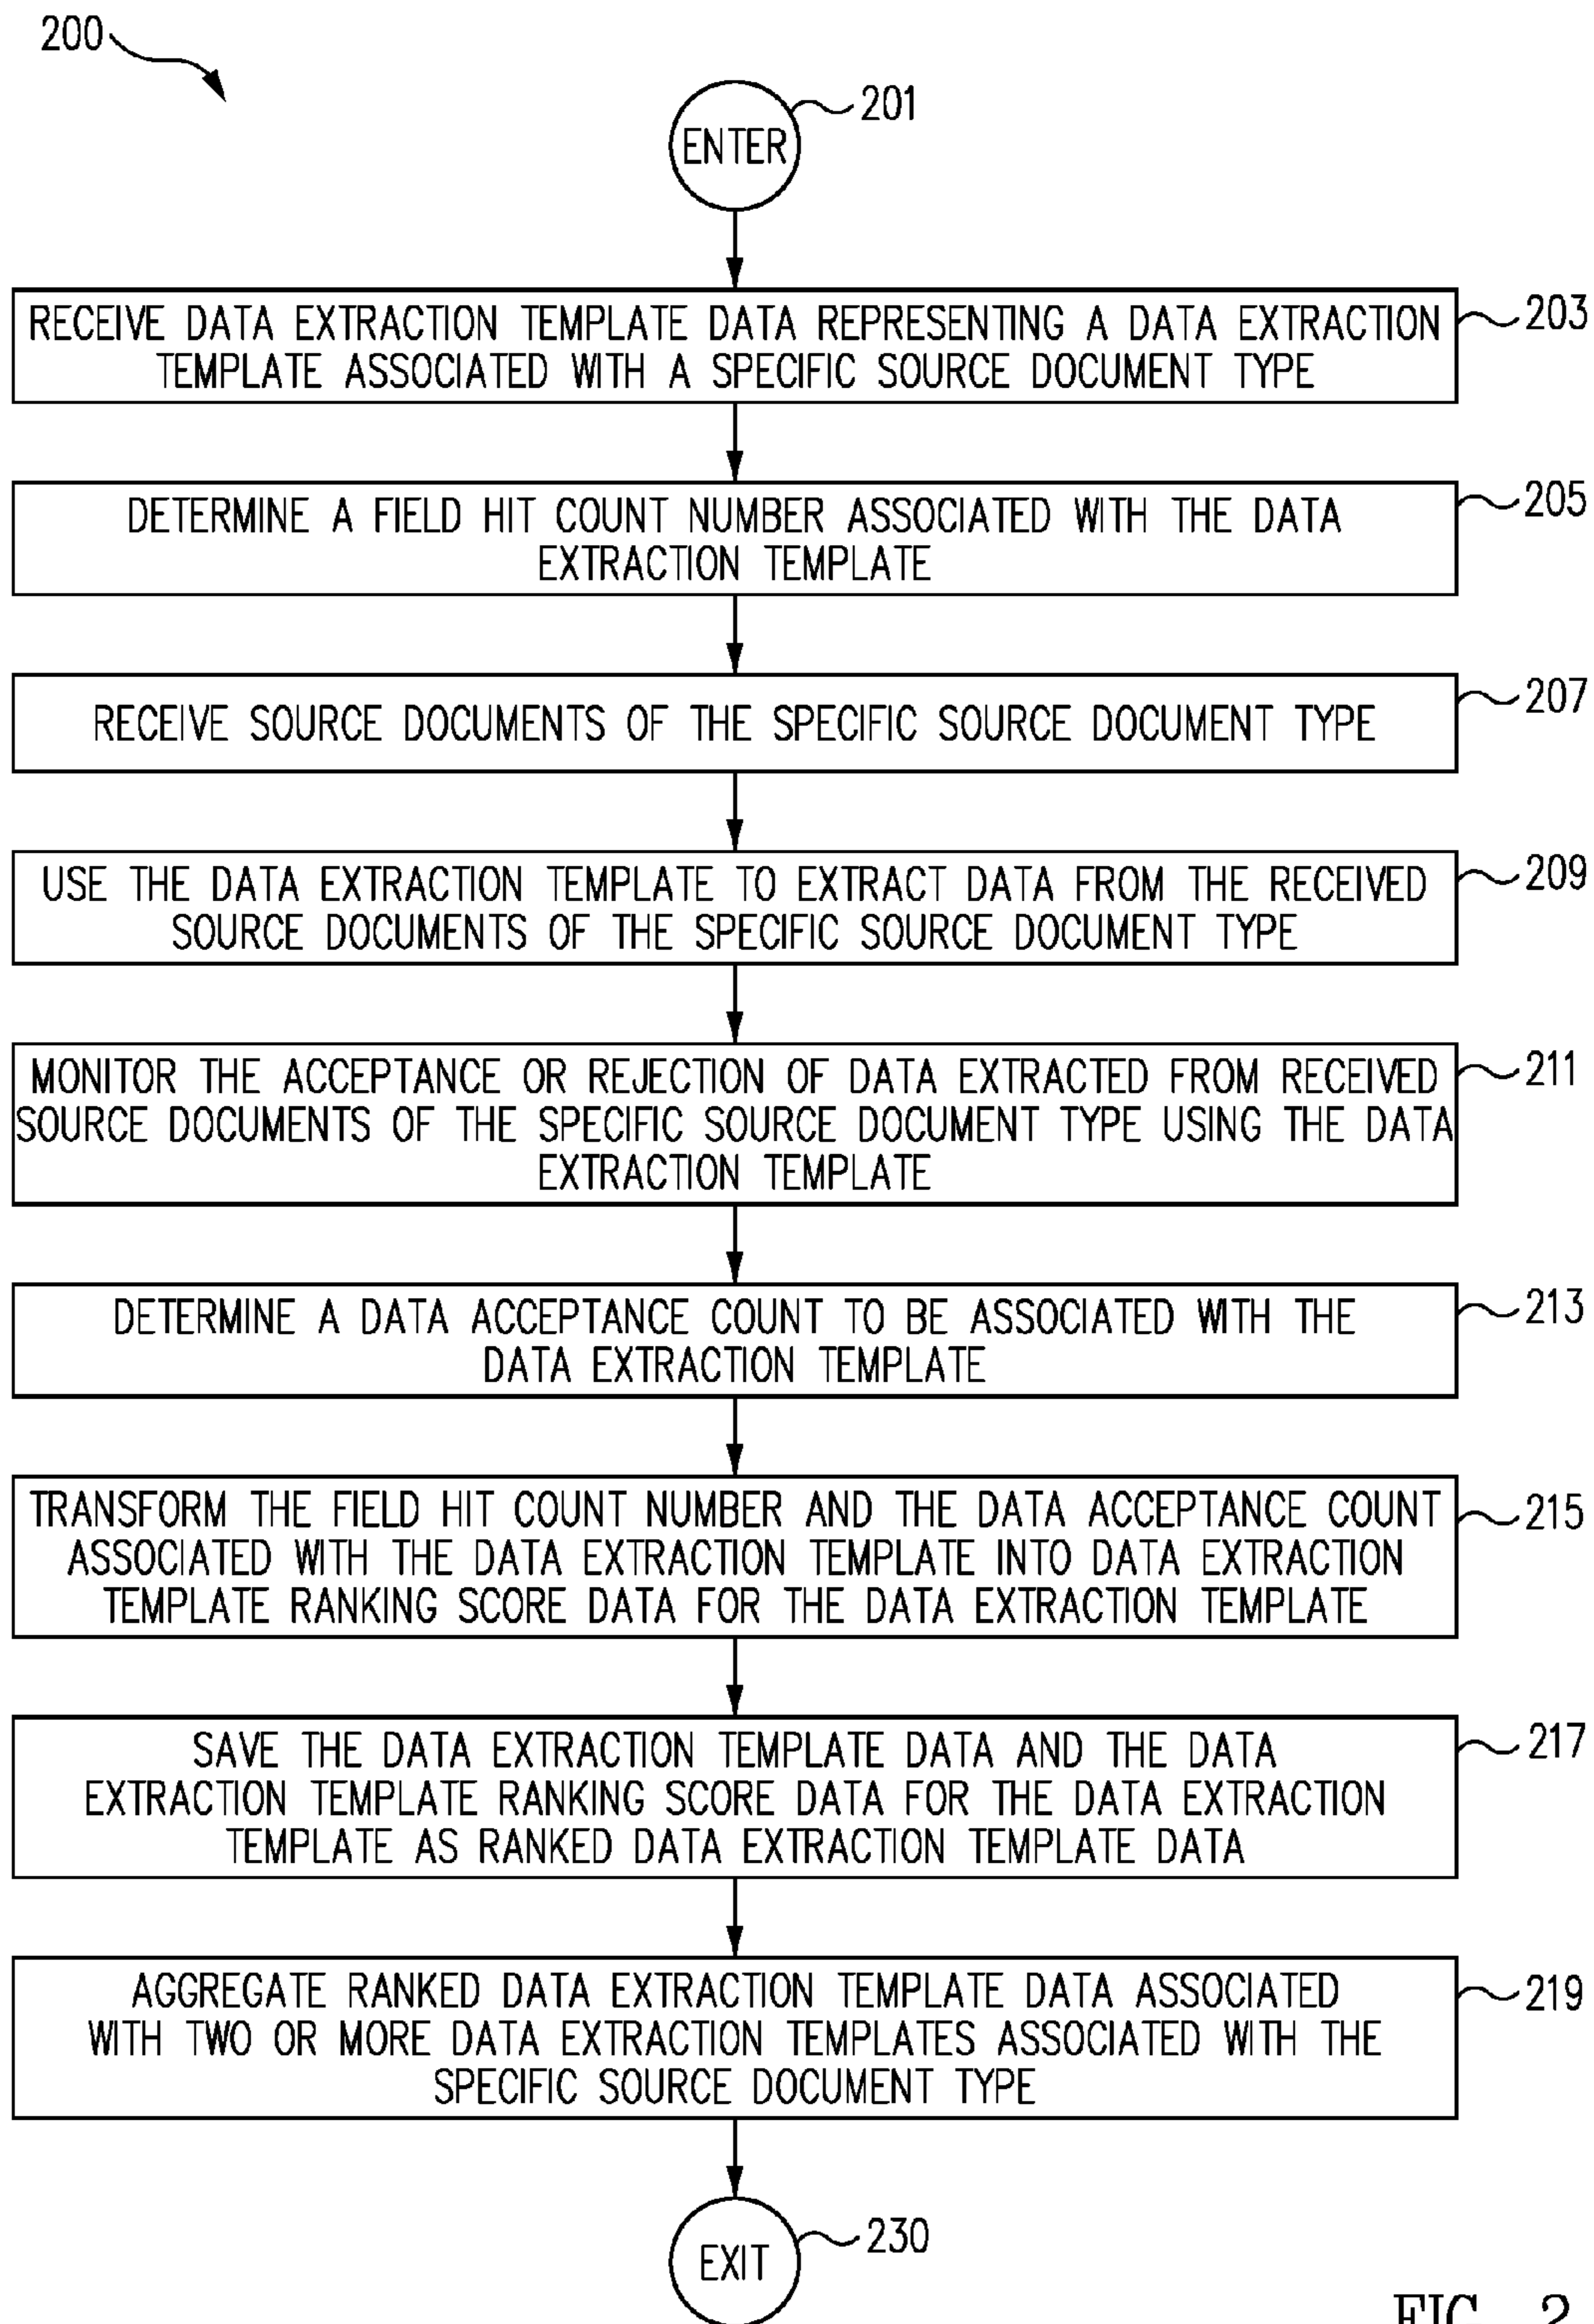 200
201
ENTER
RECEIVE DATA EXTRACTION TEMPLATE DATA REPRESENTING A DATA EXTRACTION
TEMPLATE ASSOCIATED WITH A SPECIFIC SOURCE DOCUMENT TYPE
203
DETERMINE A FIELD HIT COUNT NUMBER ASSOCIATED WITH THE DATA
EXTRACTION TEMPLATE
205
RECEIVE SOURCE DOCUMENTS OF THE SPECIFIC SOURCE DOCUMENT TYPE
207
USE THE DATA EXTRACTION TEMPLATE TO EXTRACT DATA FROM THE RECEIVED
SOURCE DOCUMENTS OF THE SPECIFIC SOURCE DOCUMENT TYPE
209
MONITOR THE ACCEPTANCE OR REJECTION OF DATA EXTRACTED FROM RECEIVED
SOURCE DOCUMENTS OF THE SPECIFIC SOURCE DOCUMENT TYPE USING THE DATA
EXTRACTION TEMPLATE
211
DETERMINE A DATA ACCEPTANCE COUNT TO BE ASSOCIATED WITH THE
DATA EXTRACTION TEMPLATE
213
TRANSFORM THE FIELD HIT COUNT NUMBER AND THE DATA ACCEPTANCE COUNT
ASSOCIATED WITH THE DATA EXTRACTION TEMPLATE INTO DATA EXTRACTION
TEMPLATE RANKING SCORE DATA FOR THE DATA EXTRACTION TEMPLATE
215
SAVE THE DATA EXTRACTION TEMPLATE DATA AND THE DATA
EXTRACTION TEMPLATE RANKING SCORE DATA FOR THE DATA EXTRACTION
TEMPLATE AS RANKED DATA EXTRACTION TEMPLATE DATA
217
AGGREGATE RANKED DATA EXTRACTION TEMPLATE DATA ASSOCIATED
WITH TWO OR MORE DATA EXTRACTION TEMPLATES ASSOCIATED WITH THE
SPECIFIC SOURCE DOCUMENT TYPE
219
EXIT
230
FIG. 2